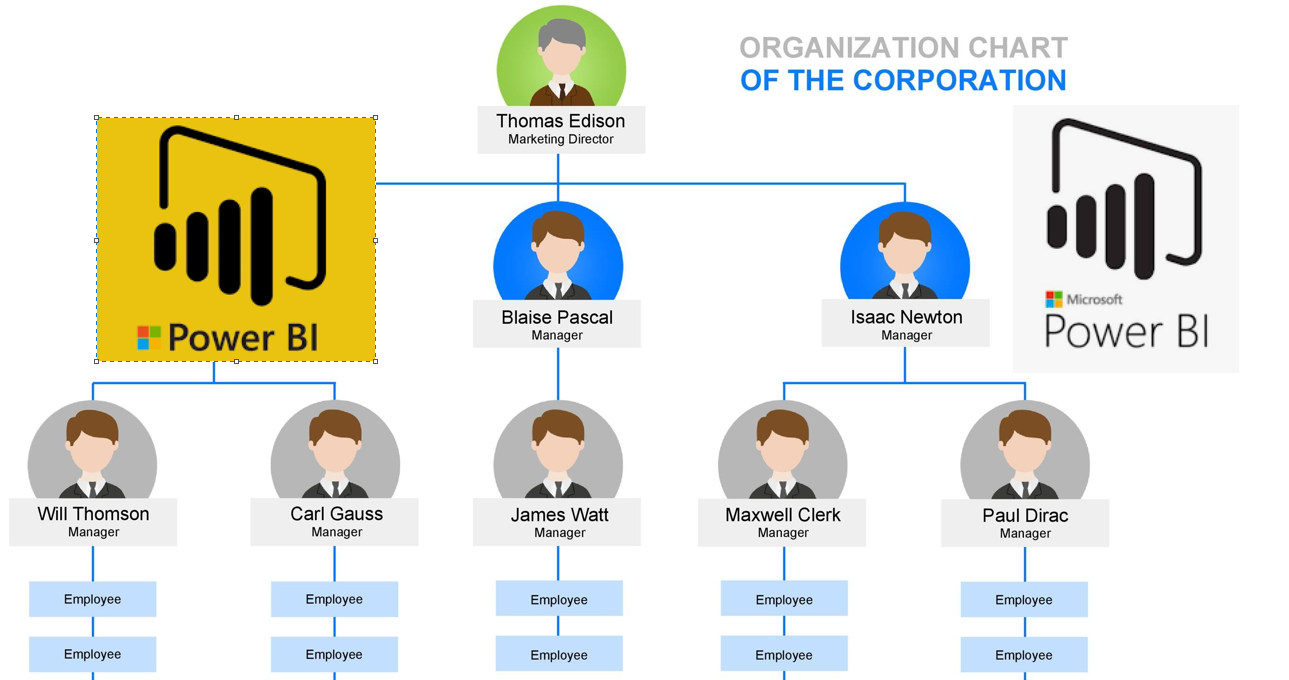 ORGANIZATION CHART
OF THE CORPORATION
Thomas Edison
Marketing Director
Power BI
Microsoft
Power BI
Blaise Pascal
Manager
Isaac Newton
Manager
Will Thomson
Manager
Carl Gauss
Manager
James Watt
Manager
Maxwell Clerk
Manager
Paul Dirac
Manager
Employee
Employee
Employee
Employee
Employee
Employee
Employee
Employee
Employee
Employee